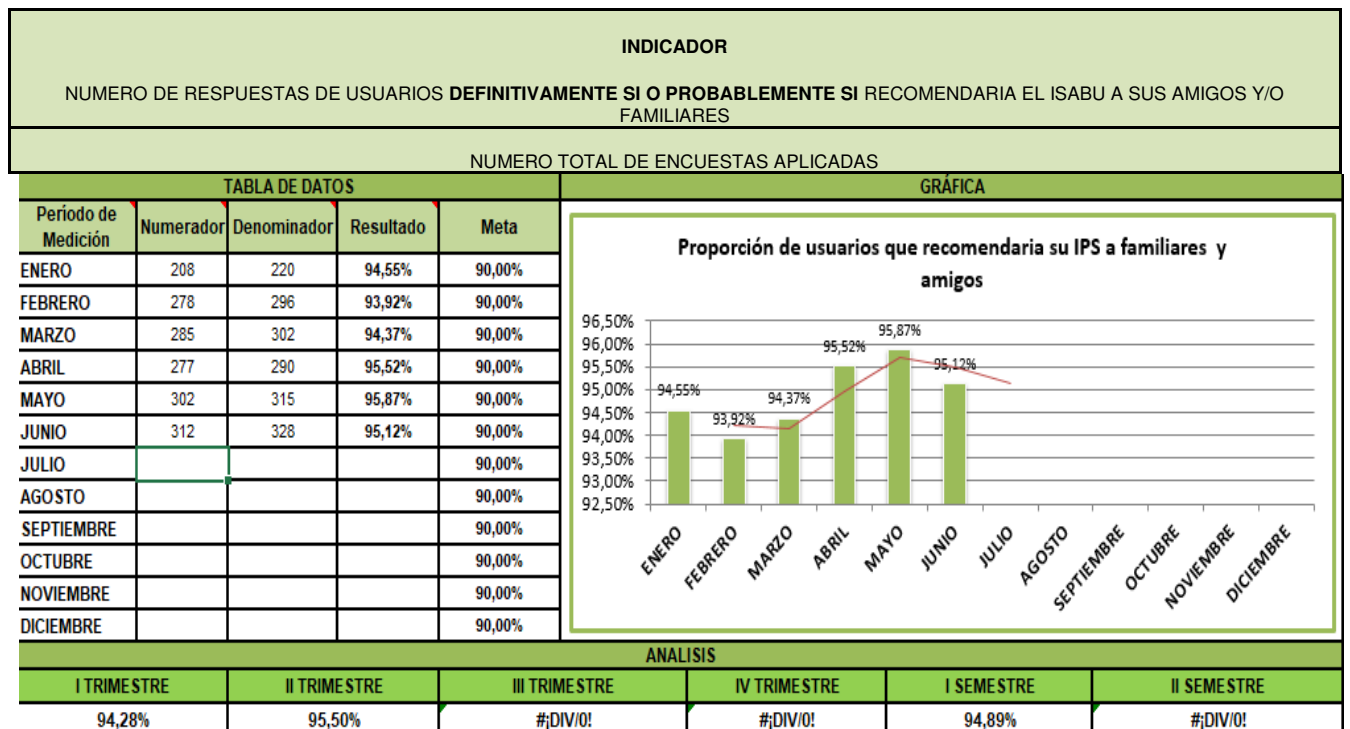 INDICADOR
NUMERO DE RESPUESTAS DE USUARIOS DEFINITIVAMENTE SI O PROBABLEMENTE SI RECOMENDARIA EL ISABU A SUS AMIGOS Y/O
FAMILIARES
NUMERO TOTAL DE ENCUESTAS APLICADAS
TABLA DE DATOS GRÁFICA
Período de Medición Numerador Denominador Resultado Meta
ENERO 208 220 94,55% 90,00%
FEBRERO 278 296 93,92% 90,00%
MARZO 285 302 94,37% 90,00%
ABRIL 277 290 95,52% 90,00%
MAYO 302 315 95,87% 90,00%
JUNIO 312 328 95,12% 90,00%
JULIO 90,00%
AGOSTO 90,00%
SEPTIEMBRE 90,00%
OCTUBRE 90,00%
NOVIEMBRE 90,00%
DICIEMBRE 90,00%
Proporción de usuarios que recomendaria su IPS a familiares y
amigos
96,50%
96,00%
95,50%
95,00%
94,50%
94,00%
93,50%
93,00%
92,50%
94,55% 93,92% 94,37% 95,52% 95,87% 95,12%
ENERO FEBRERO MARZO ABRIL MAYO JUNIO JULIO AGOSTO SEPTIEMBRE OCTUBRE NOVIEMBRE DICIEMBRE
ANALISIS
I TRIMESTRE II TRIMESTRE III TRIMESTRE IV TRIMESTRE I SEMESTRE II SEMESTRE
94,28% 95,50% #¡DIV/0! #¡DIV/0! 94,89% #¡DIV/0!